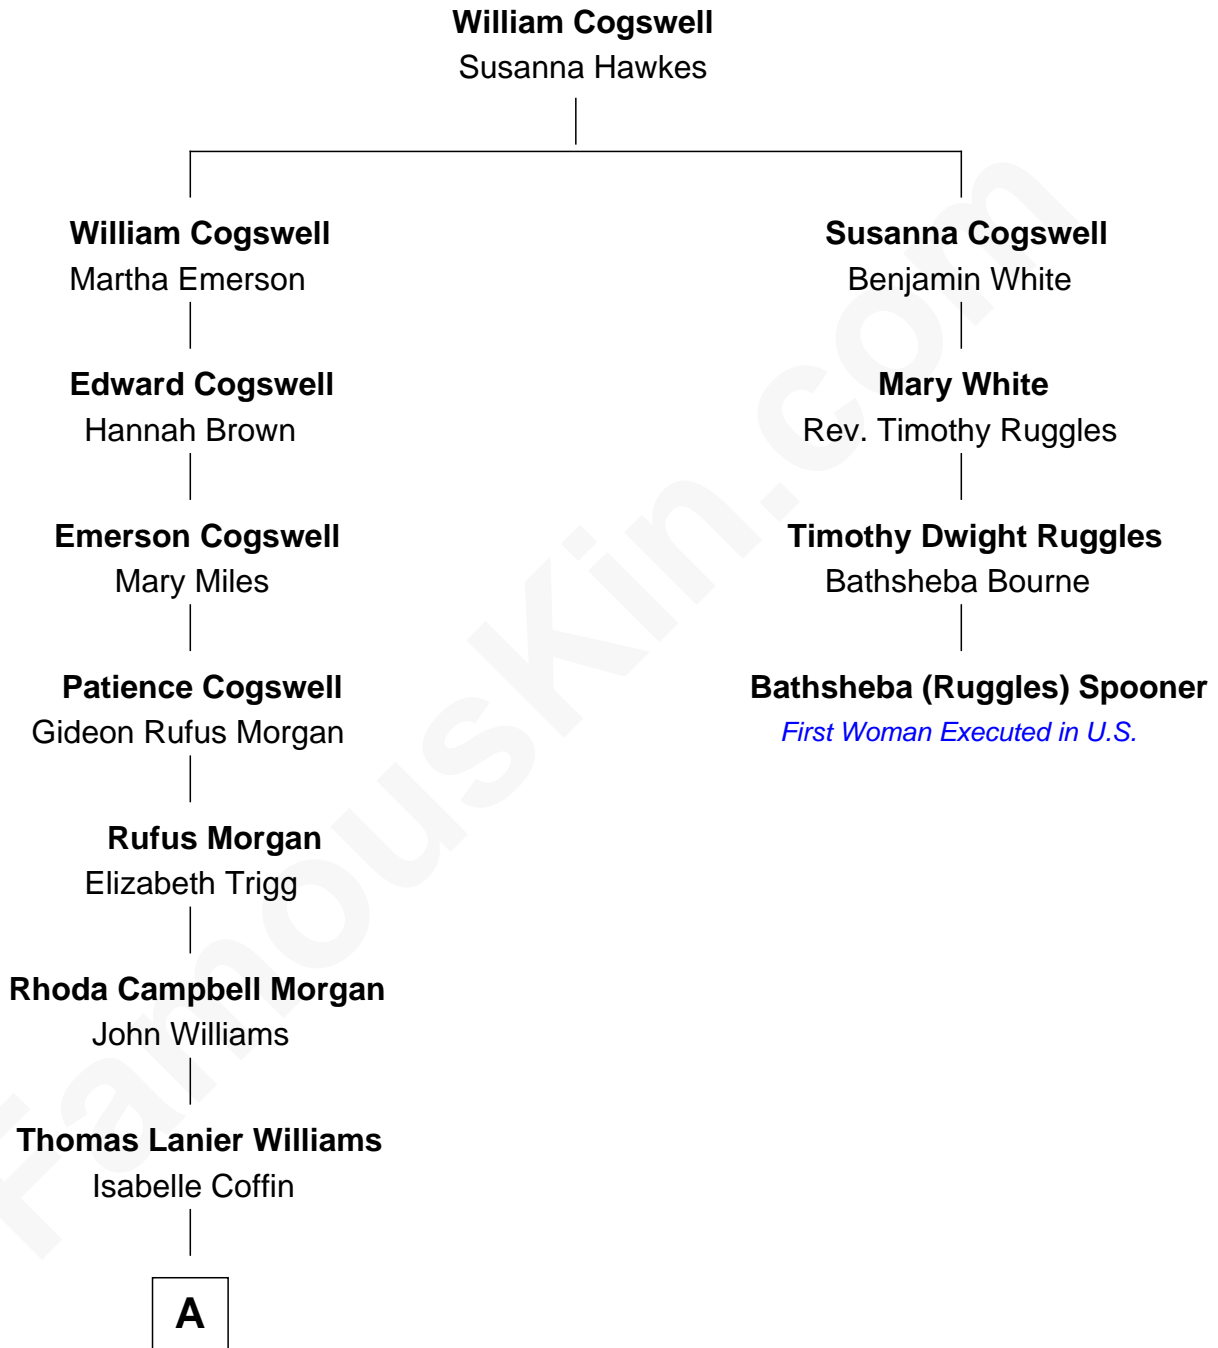 William Cogswell
Susanna Hawkes
William Cogswell
Martha Emerson
Edward Cogswell
Hannah Brown
Emerson Cogswell
Mary Miles
Patience Cogswell
Gideon Rufus Morgan
Rufus Morgan
Elizabeth Trigg
Rhoda Campbell Morgan
John Williams
Thomas Lanier Williams
Isabelle Coffin
A
Susanna Cogswell
Benjamin White
Mary White
Rev. Timothy Ruggles
Timothy Dwight Ruggles
Bathsheba Bourne
Bathsheba (Ruggles) Spooner
First Woman Executed in U.S.
FamousKin.com